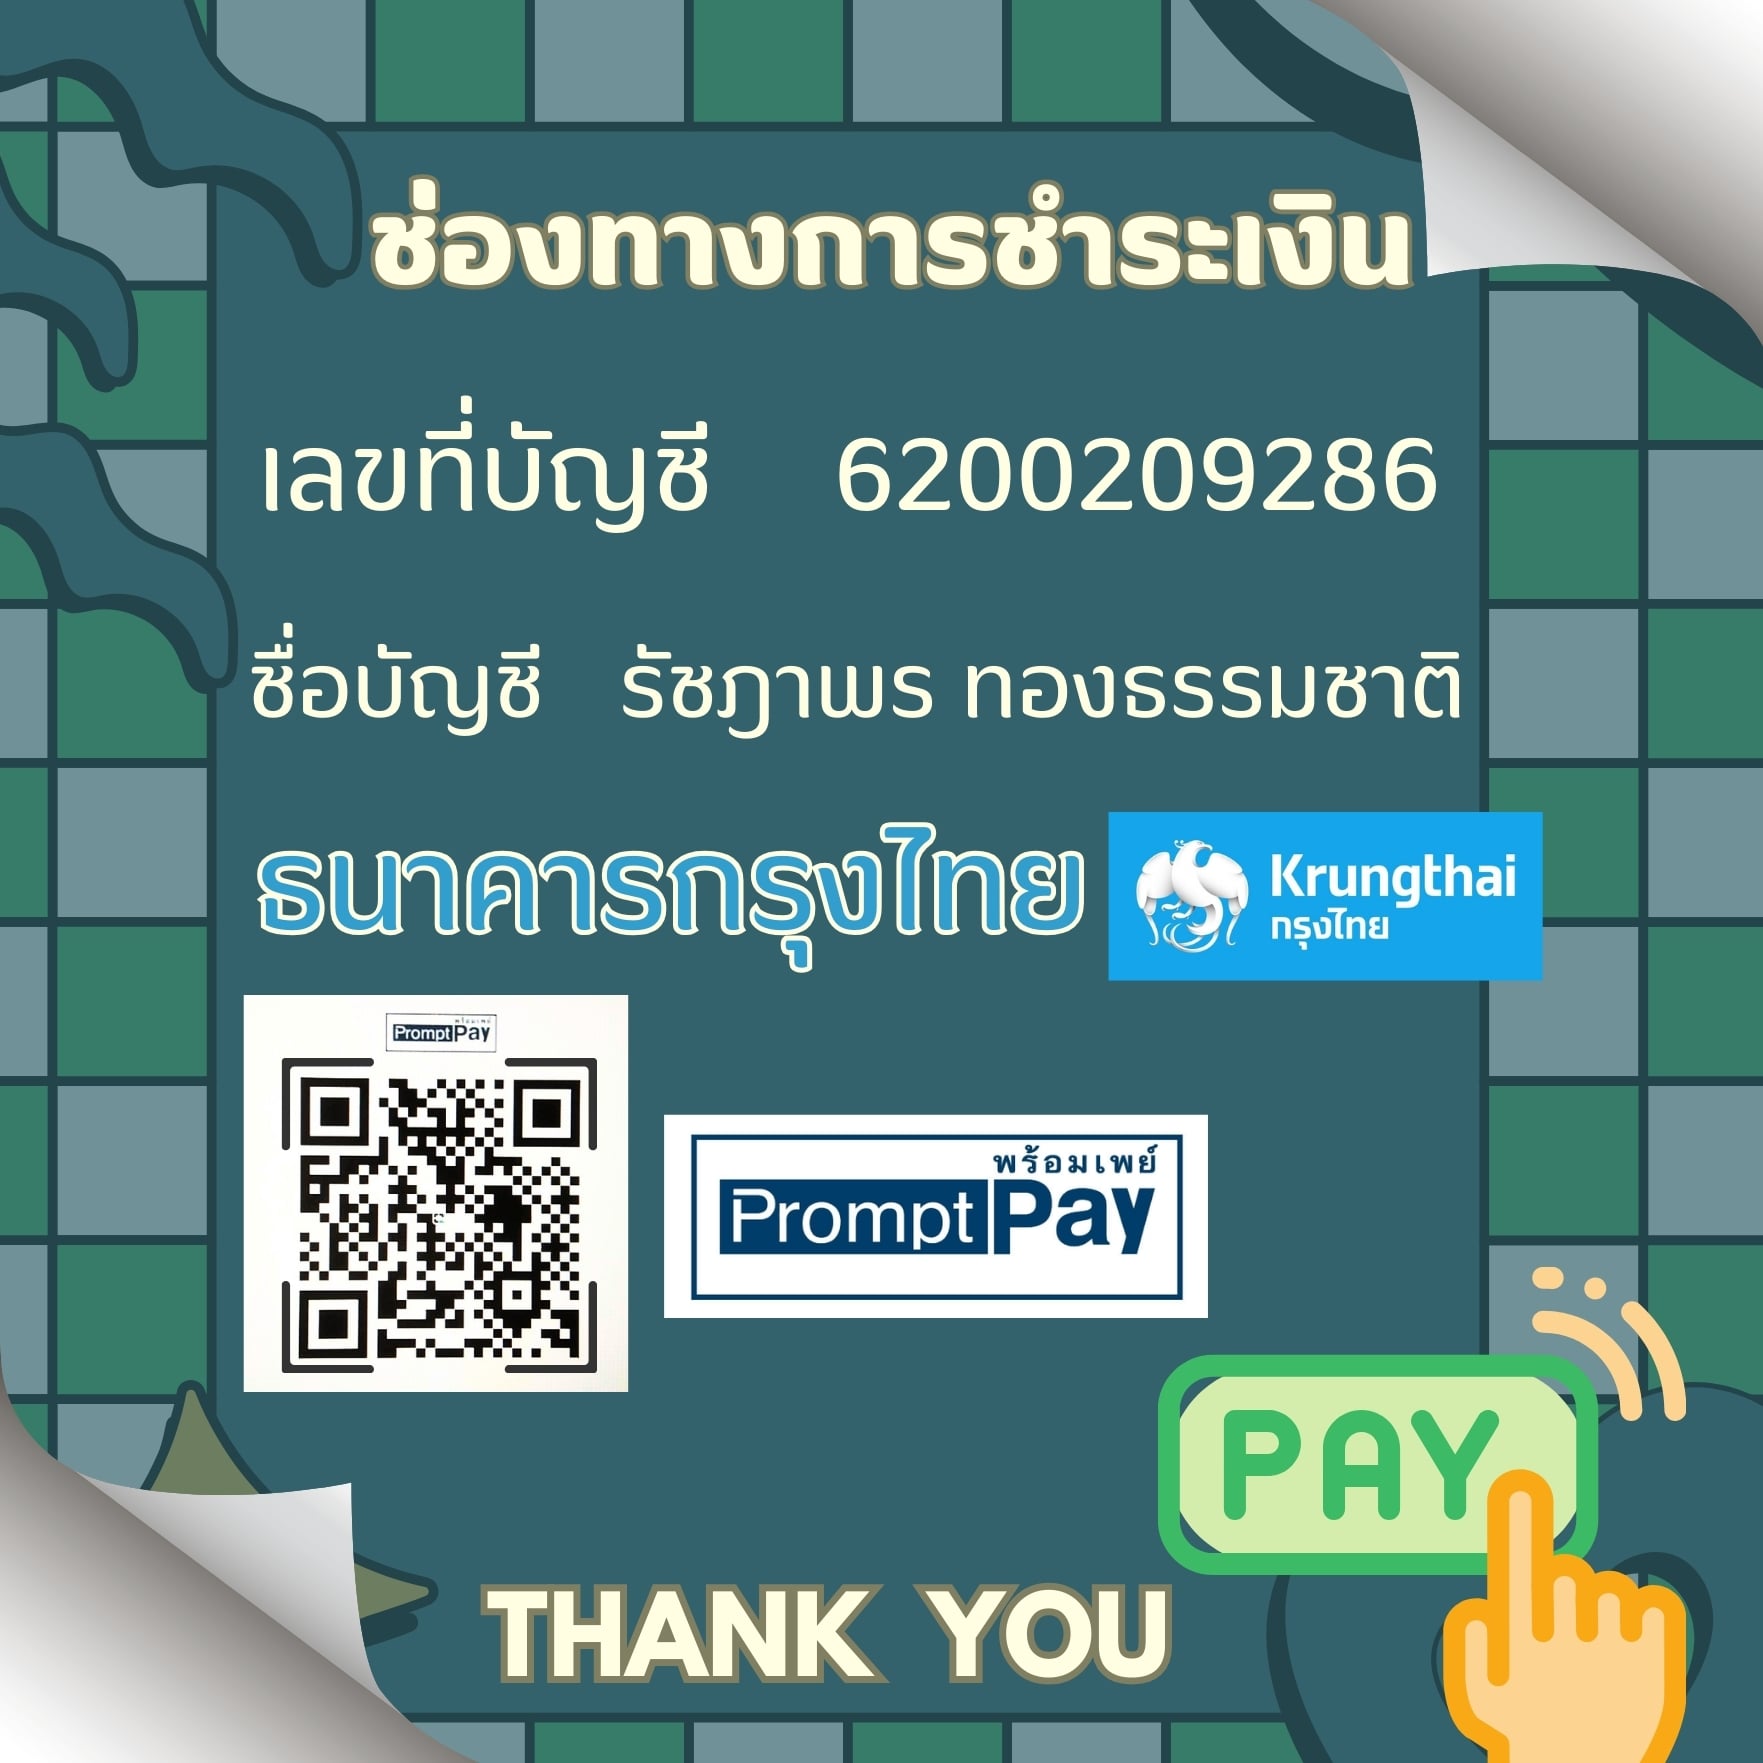 ช่องทางการชำระเงิน
เลขที่บัญชี 6200209286
ชื่อบัญชี รัชฎาพร ทองธรรมชาติ
ธนาคารกรุงไทย
Krungthai
กรุงไทย
พร้อมเพย์
PromptPay
พร้อมเพย์
PromptPay
PAY
THANK YOU